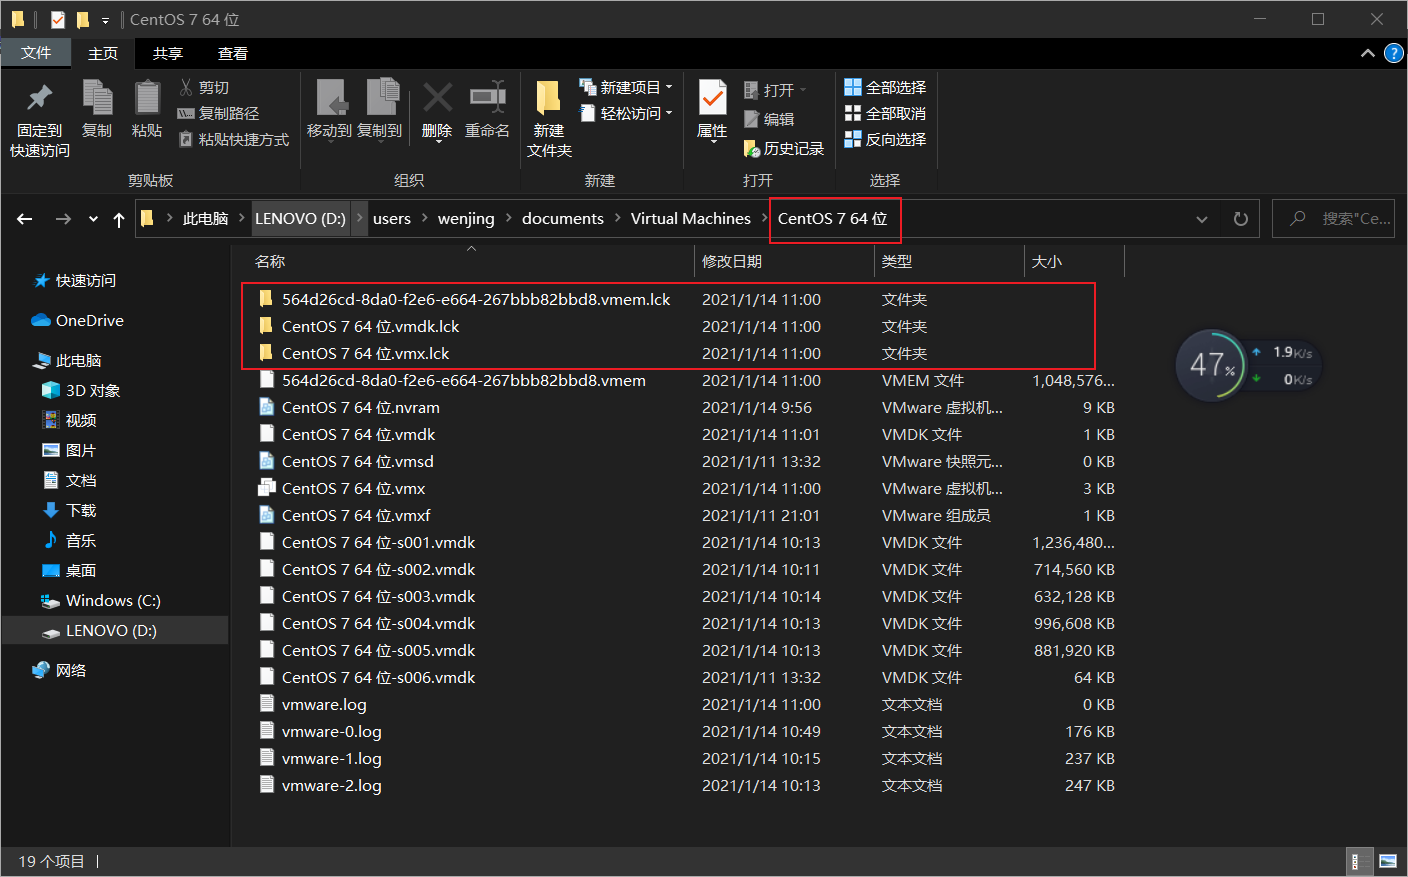 CentOS 7 64 位
文件 主页 共享 查看
固定到
快速访问
复制
粘贴
剪切
复制路径
粘贴快捷方式
剪贴板
移动到
复制到
删除
重命名
组织
新建
文件夹
新建项目
轻松访问
新建
属性
打开
编辑
历史记录
打开
全部选择
全部取消
反向选择
选择
此电脑 LENOVO (D:) users wenjing documents Virtual Machines CentOS 7 64 位
搜索"Ce...
快速访问
OneDrive
此电脑
3D 对象
视频
图片
文档
下载
音乐
桌面
Windows (C:)
LENOVO (D:)
网络
名称 修改日期 类型 大小
564d26cd-8da0-f2e6-e664-267bbb82bbd8.vmem.lck 2021/1/14 11:00 文件夹
CentOS 7 64 位.vmdk.lck 2021/1/14 11:00 文件夹
CentOS 7 64 位.vmx.lck 2021/1/14 11:00 文件夹
564d26cd-8da0-f2e6-e664-267bbb82bbd8.vmem 2021/1/14 11:00 VMEM 文件 1,048,576...
CentOS 7 64 位.nvram 2021/1/14 9:56 VMware 虚拟机... 9 KB
CentOS 7 64 位.vmdk 2021/1/14 11:01 VMDK 文件 1 KB
CentOS 7 64 位.vmsd 2021/1/11 13:32 VMware 快照元... 0 KB
CentOS 7 64 位.vmx 2021/1/14 11:00 VMware 虚拟机... 3 KB
CentOS 7 64 位.vmxf 2021/1/11 21:01 VMware 组成员 1 KB
CentOS 7 64 位-s001.vmdk 2021/1/14 10:13 VMDK 文件 1,236,480...
CentOS 7 64 位-s002.vmdk 2021/1/14 10:11 VMDK 文件 714,560 KB
CentOS 7 64 位-s003.vmdk 2021/1/14 10:14 VMDK 文件 632,128 KB
CentOS 7 64 位-s004.vmdk 2021/1/14 10:13 VMDK 文件 996,608 KB
CentOS 7 64 位-s005.vmdk 2021/1/14 10:13 VMDK 文件 881,920 KB
CentOS 7 64 位-s006.vmdk 2021/1/11 13:32 VMDK 文件 64 KB
vmware.log 2021/1/14 11:00 文本文档 0 KB
vmware-0.log 2021/1/14 10:49 文本文档 176 KB
vmware-1.log 2021/1/14 10:15 文本文档 237 KB
vmware-2.log 2021/1/14 10:13 文本文档 247 KB
47%
1.9K/s
0K/s
19 个项目